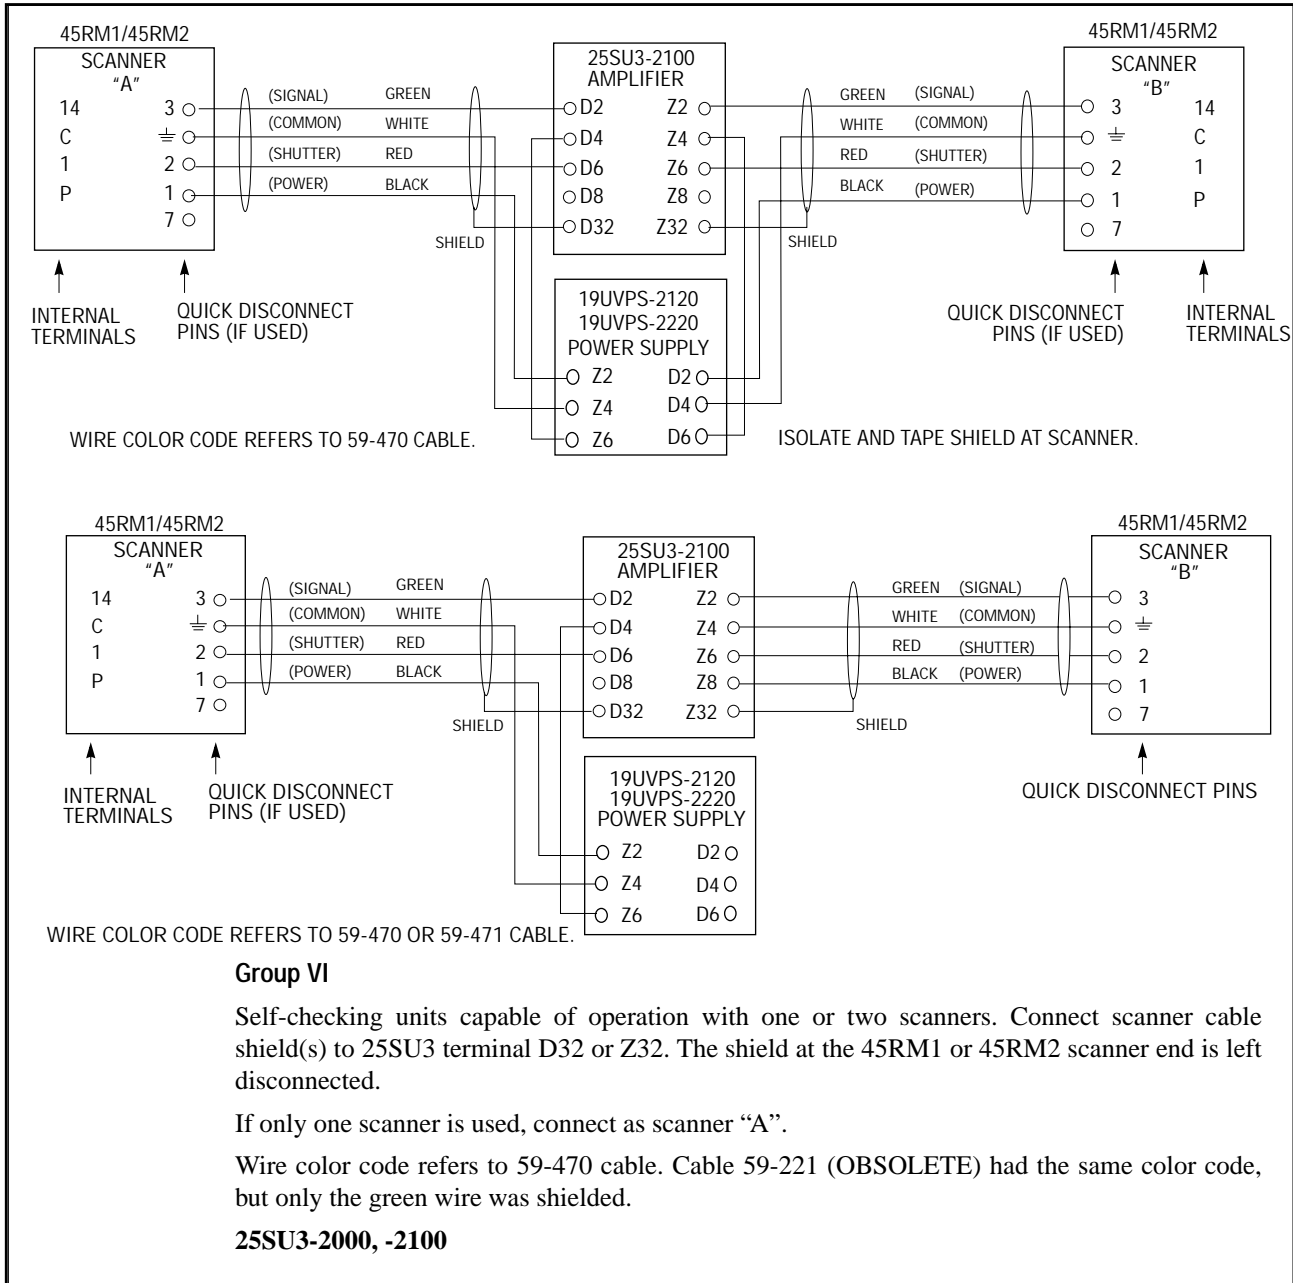 45RM1/45RM2
SCANNER
"A"
14 3
C
1 2
P 1
7
(SIGNAL) GREEN
(COMMON) WHITE
(SHUTTER) RED
(POWER) BLACK
SHIELD
25SU3-2100
AMPLIFIER
D2 Z2
D4 Z4
D6 Z6
D8 Z8
D32 Z32
GREEN (SIGNAL)
WHITE (COMMON)
RED (SHUTTER)
BLACK (POWER)
SHIELD
45RM1/45RM2
SCANNER
"B"
3 14
C
2 1
1 P
7
INTERNAL
TERMINALS
QUICK DISCONNECT
PINS (IF USED)
19UVPS-2120
19UVPS-2220
POWER SUPPLY
Z2 D2
Z4 D4
Z6 D6
QUICK DISCONNECT
PINS (IF USED)
INTERNAL
TERMINALS
WIRE COLOR CODE REFERS TO 59-470 CABLE.
ISOLATE AND TAPE SHIELD AT SCANNER.
45RM1/45RM2
SCANNER
"A"
14 3
C
1 2
P 1
7
(SIGNAL) GREEN
(COMMON) WHITE
(SHUTTER) RED
(POWER) BLACK
SHIELD
25SU3-2100
AMPLIFIER
D2 Z2
D4 Z4
D6 Z6
D8 Z8
D32 Z32
GREEN (SIGNAL)
WHITE (COMMON)
RED (SHUTTER)
BLACK (POWER)
SHIELD
45RM1/45RM2
SCANNER
"B"
3
2
1
7
INTERNAL
TERMINALS
QUICK DISCONNECT
PINS (IF USED)
19UVPS-2120
19UVPS-2220
POWER SUPPLY
Z2 D2
Z4 D4
Z6 D6
QUICK DISCONNECT PINS
WIRE COLOR CODE REFERS TO 59-470 OR 59-471 CABLE.
Group VI
Self-checking units capable of operation with one or two scanners. Connect scanner cable
shield(s) to 25SU3 terminal D32 or Z32. The shield at the 45RM1 or 45RM2 scanner end is left
disconnected.
If only one scanner is used, connect as scanner “A”.
Wire color code refers to 59-470 cable. Cable 59-221 (OBSOLETE) had the same color code,
but only the green wire was shielded.
25SU3-2000, -2100